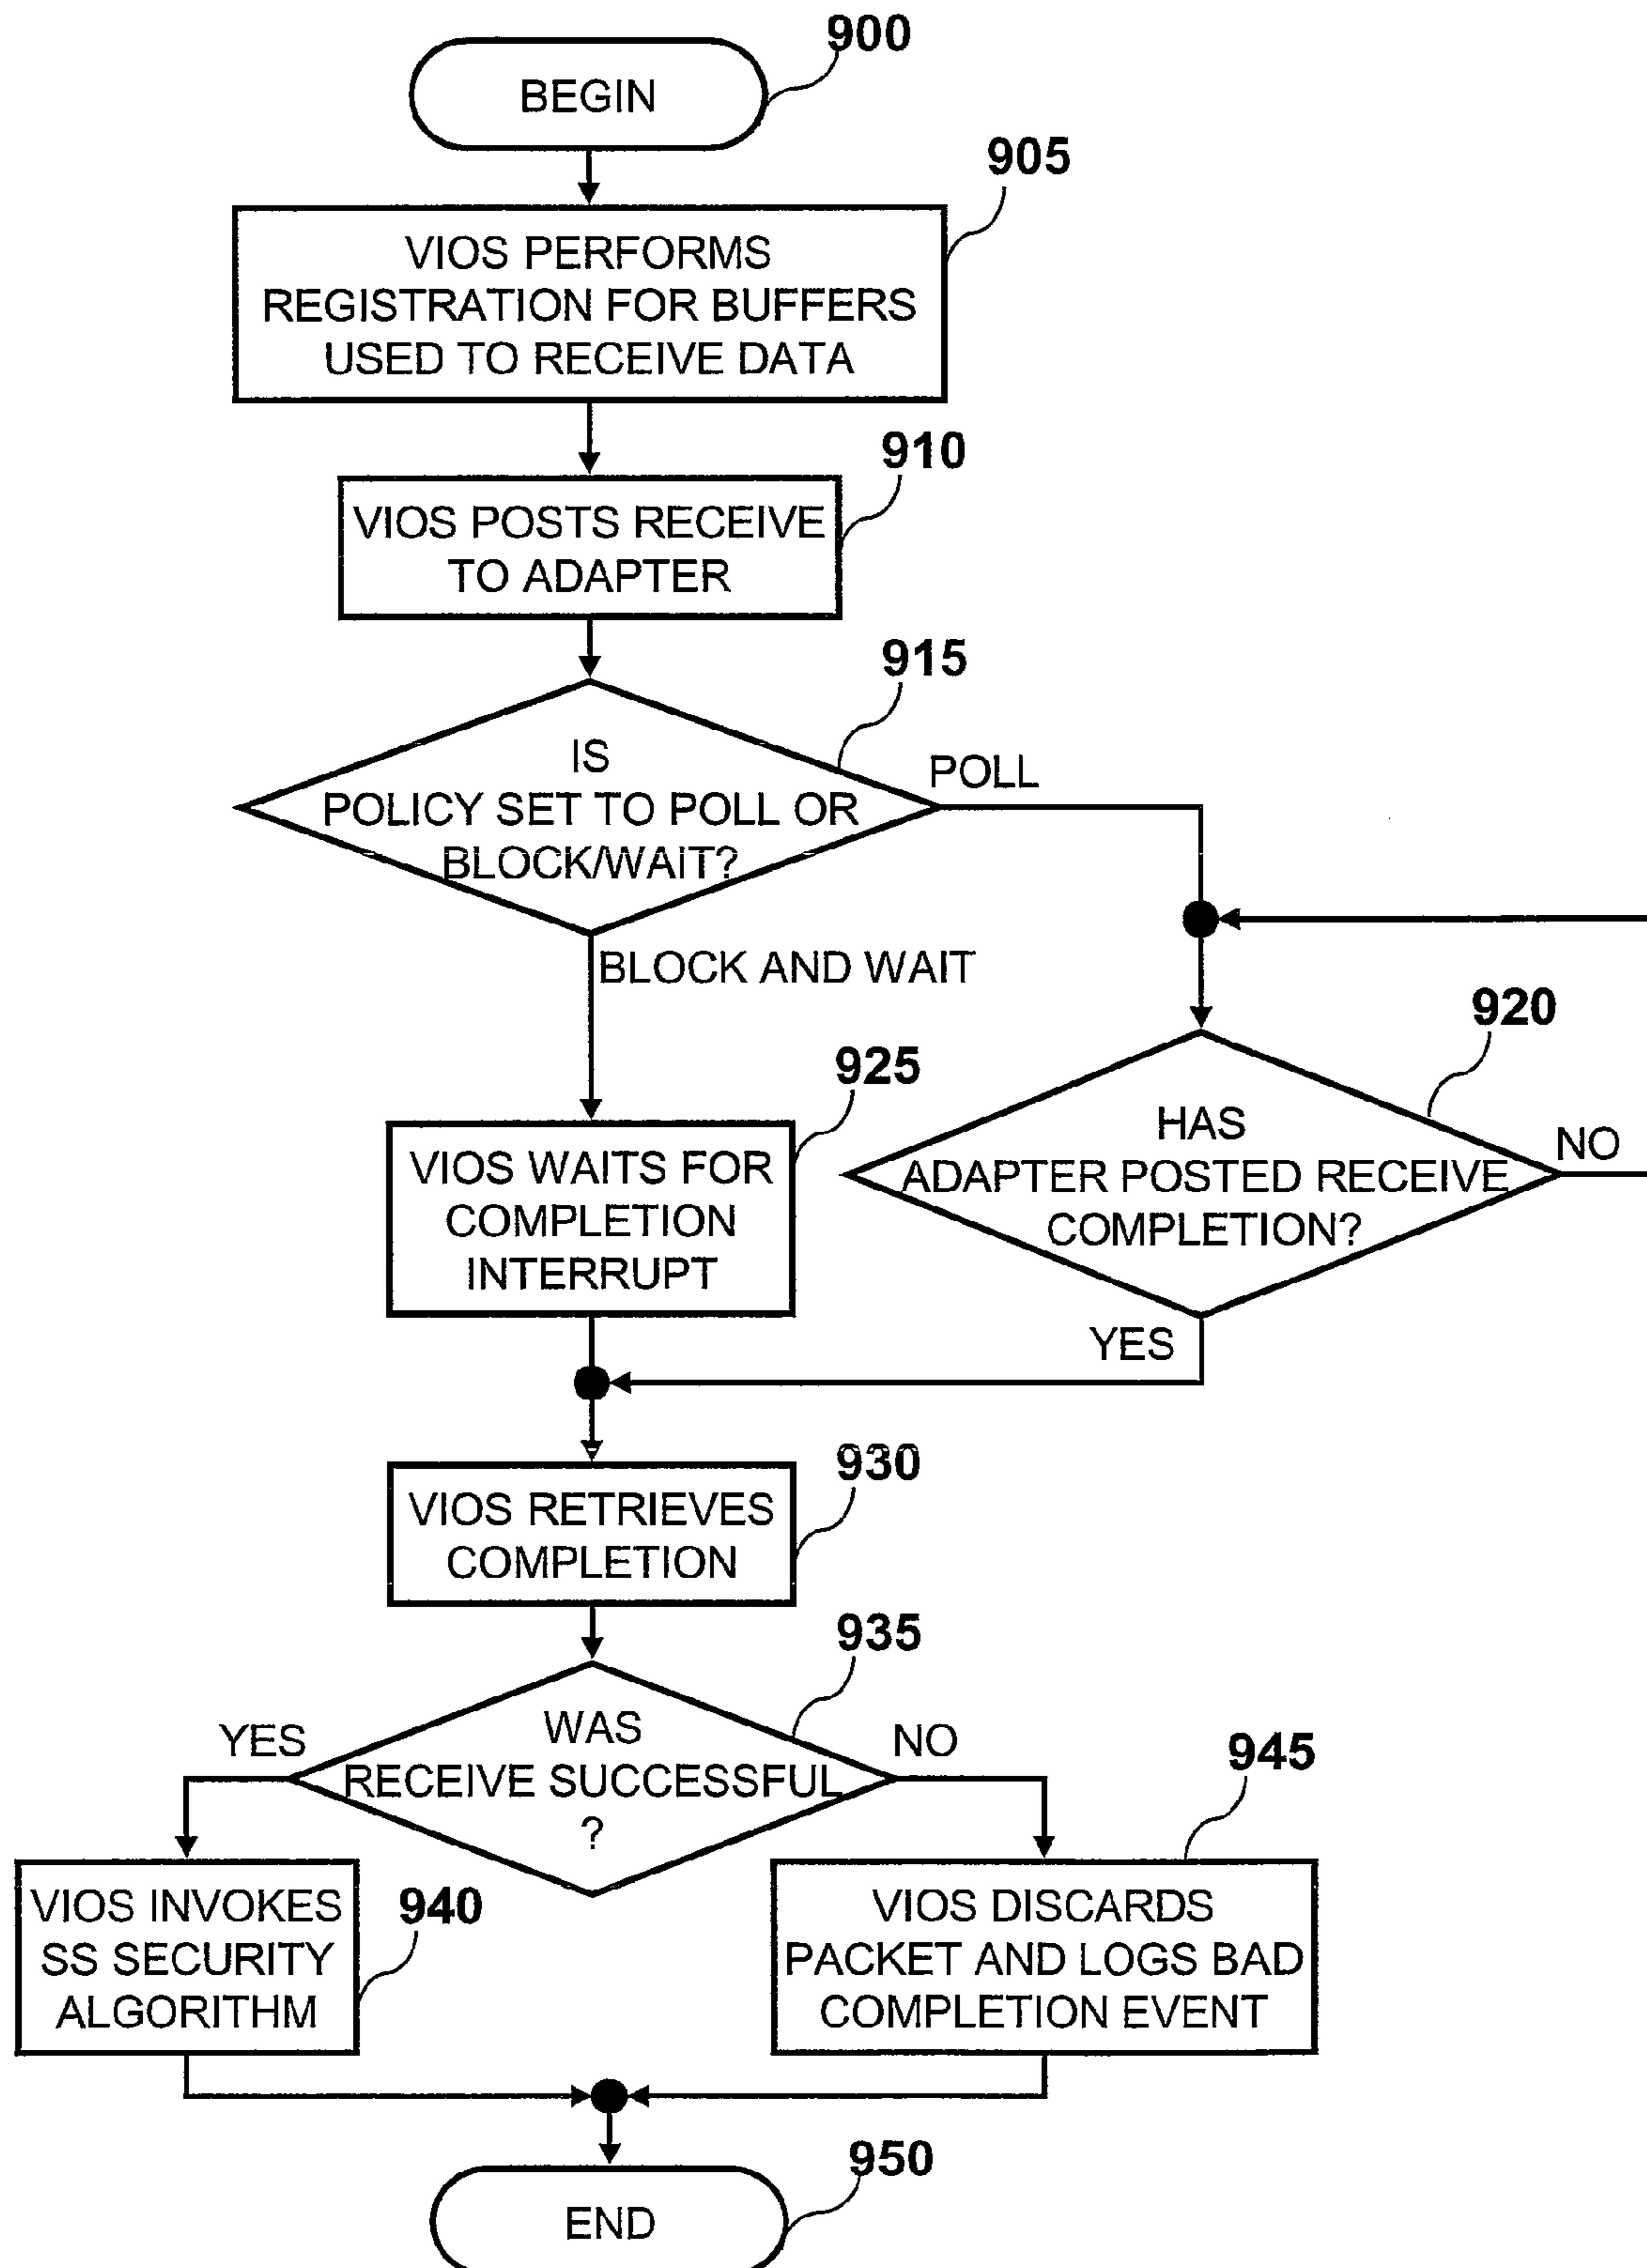 900
BEGIN
905
VIOS PERFORMS
REGISTRATION FOR BUFFERS
USED TO RECEIVE DATA
910
VIOS POSTS RECEIVE
TO ADAPTER
915
IS
POLICY SET TO POLL OR
BLOCK/WAIT?
POLL
BLOCK AND WAIT
920
HAS
ADAPTER POSTED RECEIVE
COMPLETION?
NO
YES
925
VIOS WAITS FOR
COMPLETION
INTERRUPT
930
VIOS RETRIEVES
COMPLETION
935
WAS
RECEIVE SUCCESSFUL
?
YES
NO
940
VIOS INVOKES
SS SECURITY
ALGORITHM
945
VIOS DISCARDS
PACKET AND LOGS BAD
COMPLETION EVENT
950
END